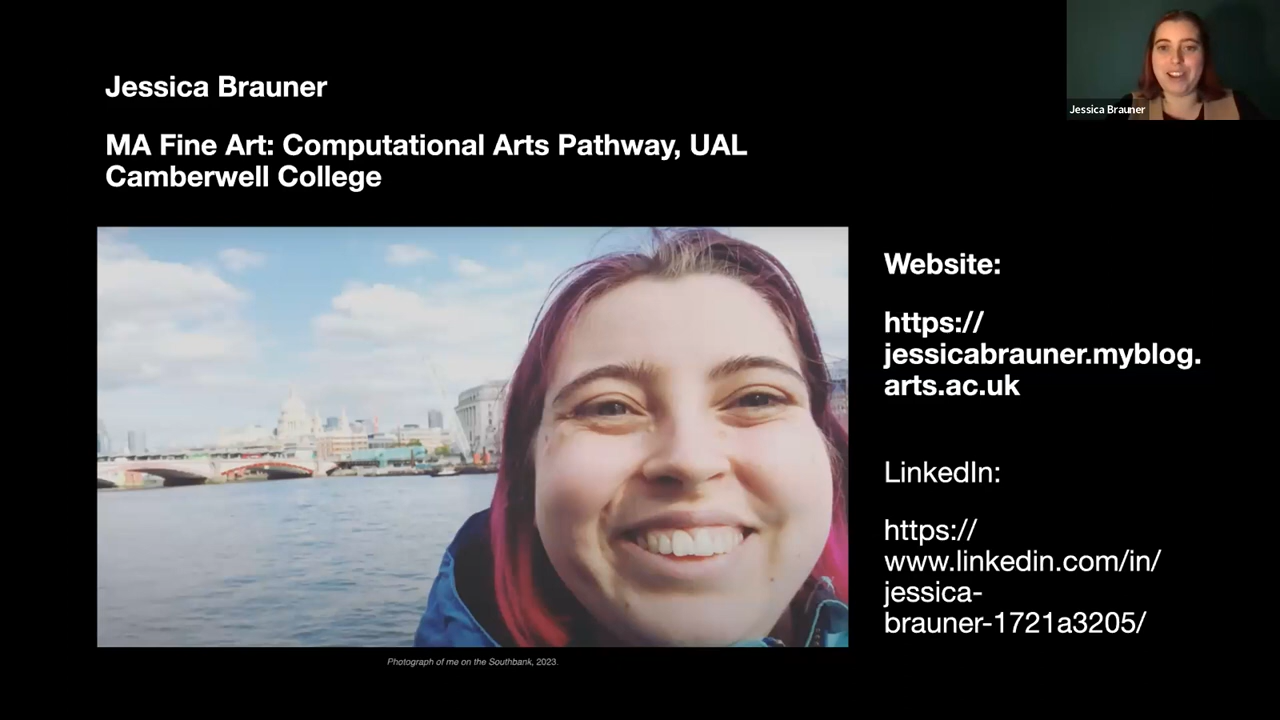 Jessica Brauner
MA Fine Art: Computational Arts Pathway, UAL
Camberwell College
Jessica Brauner
Website:
https://
jessicabrauner.myblog.
arts.ac.uk
LinkedIn:
https://
www.linkedin.com/in/
jessica-
brauner-1721a3205/
Photograph of me on the Southbank, 2023.